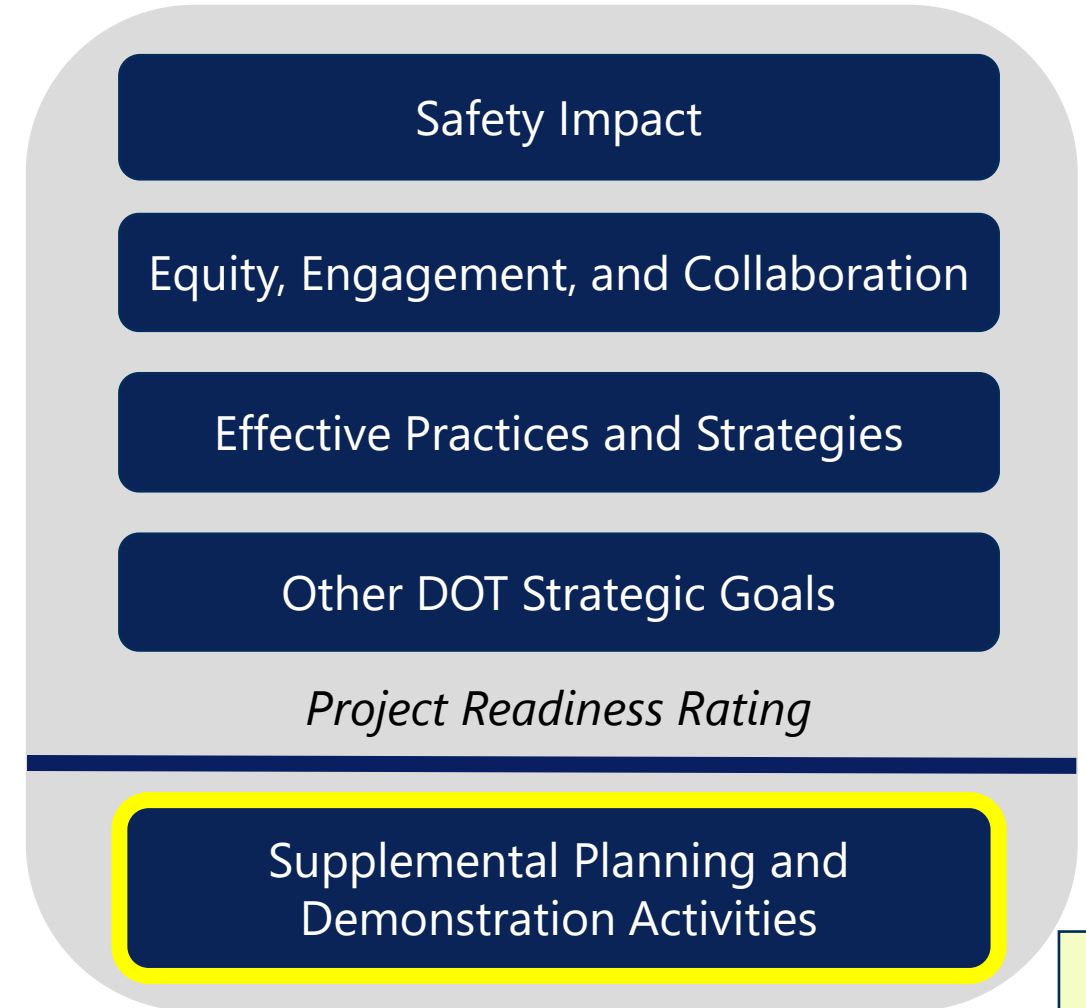 Safety Impact
Equity, Engagement, and Collaboration
Effective Practices and Strategies
Other DOT Strategic Goals
Project Readiness Rating
Supplemental Planning and
Demonstration Activities